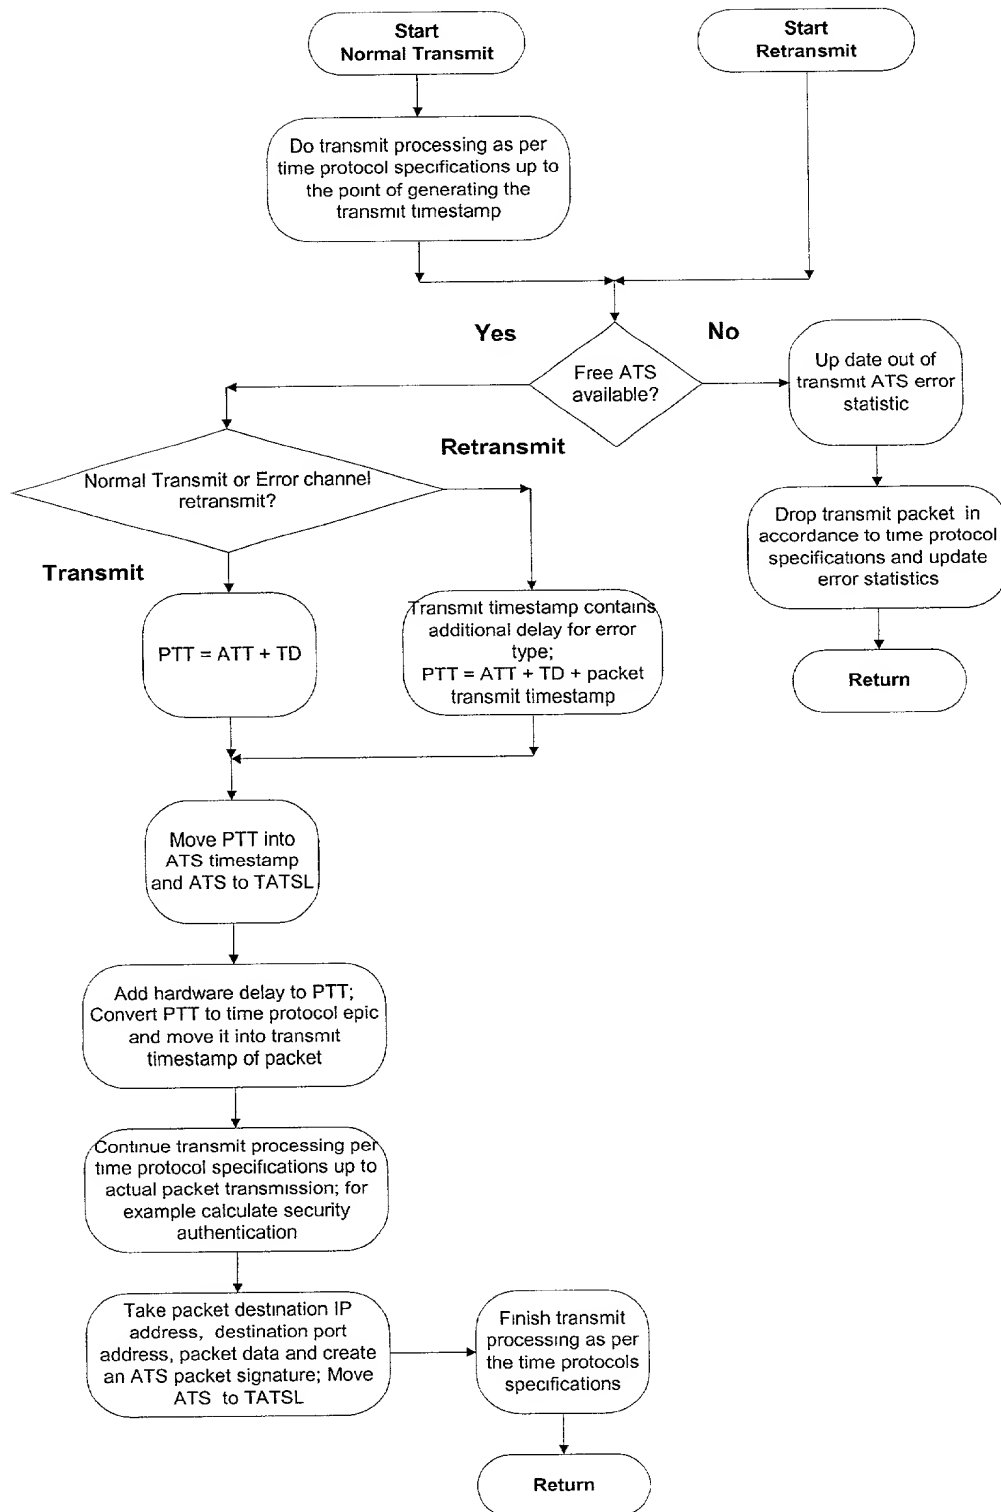 Start
Normal Transmit
Start
Retransmit
Do transmit processing as per
time protocol specifications up to
the point of generating the
transmit timestamp
Yes
No
Free ATS
available?
Up date out of
transmit ATS error
statistic
Retransmit
Normal Transmit or Error channel
retransmit?
Drop transmit packet in
accordance to time protocol
specifications and update
error statistics
Transmit
PTT = ATT + TD
Transmit timestamp contains
additional delay for error
type;
PTT = ATT + TD + packet
transmit timestamp
Return
Move PTT into
ATS timestamp
and ATS to TATSL
Add hardware delay to PTT;
Convert PTT to time protocol epic
and move it into transmit
timestamp of packet
Continue transmit processing per
time protocol specifications up to
actual packet transmission; for
example calculate security
authentication
Take packet destination IP
address, destination port
address, packet data and create
an ATS packet signature; Move
ATS to TATSL
Finish transmit
processing as per
the time protocols
specifications
Return